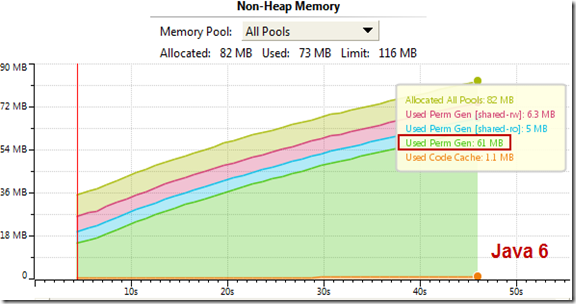 Non-Heap Memory
Memory Pool: All Pools
Allocated: 82 MB Used: 73 MB Limit: 116 MB
90 MB
72 MB
54 MB
36 MB
18 MB
0
Allocated All Pools: 82 MB
Used Perm Gen [shared-rw]: 6.3 MB
Used Perm Gen [shared-ro]: 5 MB
Used Perm Gen: 61 MB
Used Code Cache: 1.1 MB
Java 6
10s 20s 30s 40s 50s